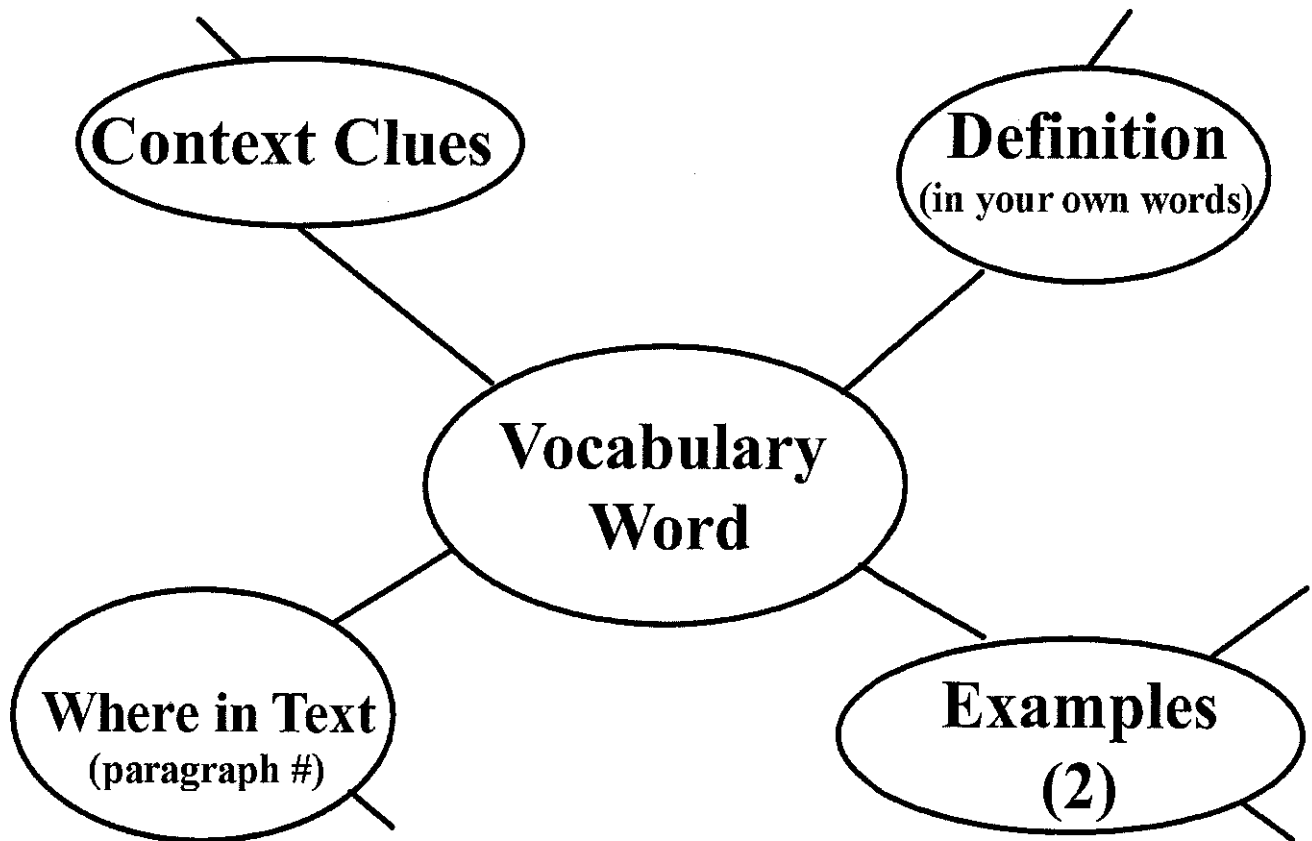 Context Clues
Definition
(in your own words)
Vocabulary
Word
Where in Text
(paragraph #)
Examples
(2)